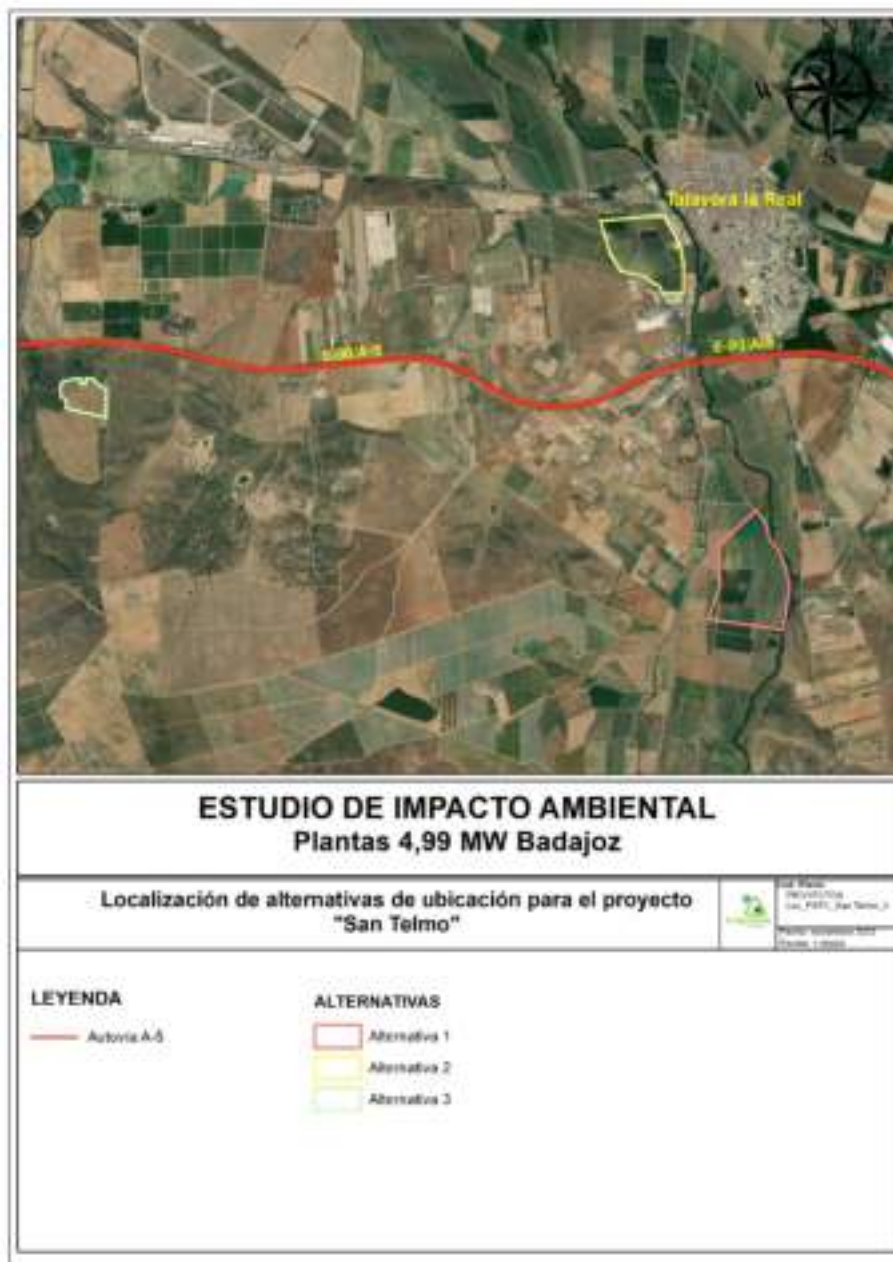 Talavera la Real
E-90/A-5
E-90/A-5
ESTUDIO DE IMPACTO AMBIENTAL
Plantas 4,99 MW Badajoz
Localización de alternativas de ubicación para el proyecto
"San Telmo"
LEYENDA
Autovía A-5
ALTERNATIVAS
Alternativa 1
Alternativa 2
Alternativa 3